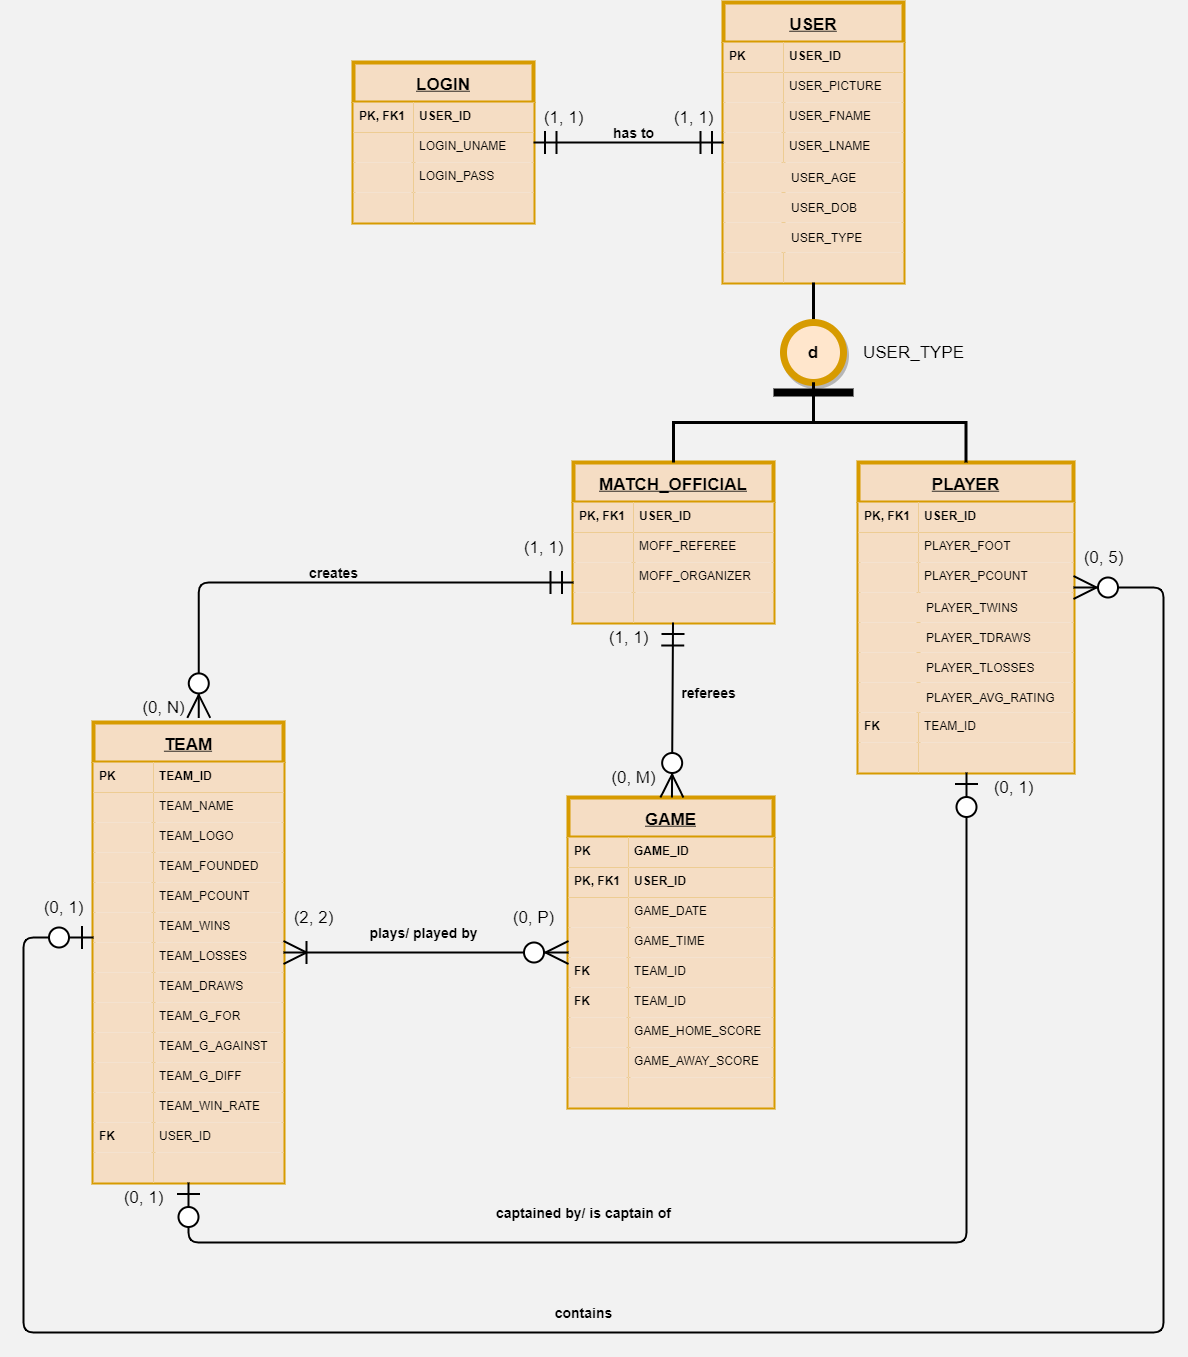 USER
PK USER_ID
USER_PICTURE
USER_FNAME
USER_LNAME
USER_AGE
USER_DOB
USER_TYPE
LOGIN
PK, FK1 USER_ID
LOGIN_UNAME
LOGIN_PASS
(1, 1) has to (1, 1)
d USER_TYPE
MATCH_OFFICIAL
PK, FK1 USER_ID
MOFF_REFEREE
MOFF_ORGANIZER
PLAYER
PK, FK1 USER_ID
PLAYER_FOOT
PLAYER_PCOUNT
PLAYER_TWINS
PLAYER_TDRAWS
PLAYER_TLOSSES
PLAYER_AVG_RATING
FK TEAM_ID
(0, 5)
(1, 1)
creates
(0, N)
(1, 1)
referees
(0, M)
(0, 1)
TEAM
PK TEAM_ID
TEAM_NAME
TEAM_LOGO
TEAM_FOUNDED
TEAM_PCOUNT
TEAM_WINS
TEAM_LOSSES
TEAM_DRAWS
TEAM_G_FOR
TEAM_G_AGAINST
TEAM_G_DIFF
TEAM_WIN_RATE
FK USER_ID
GAME
PK GAME_ID
PK, FK1 USER_ID
GAME_DATE
GAME_TIME
FK TEAM_ID
FK TEAM_ID
GAME_HOME_SCORE
GAME_AWAY_SCORE
(0, 1)
(2, 2) plays/ played by (0, P)
(0, 1)
captained by/ is captain of
contains